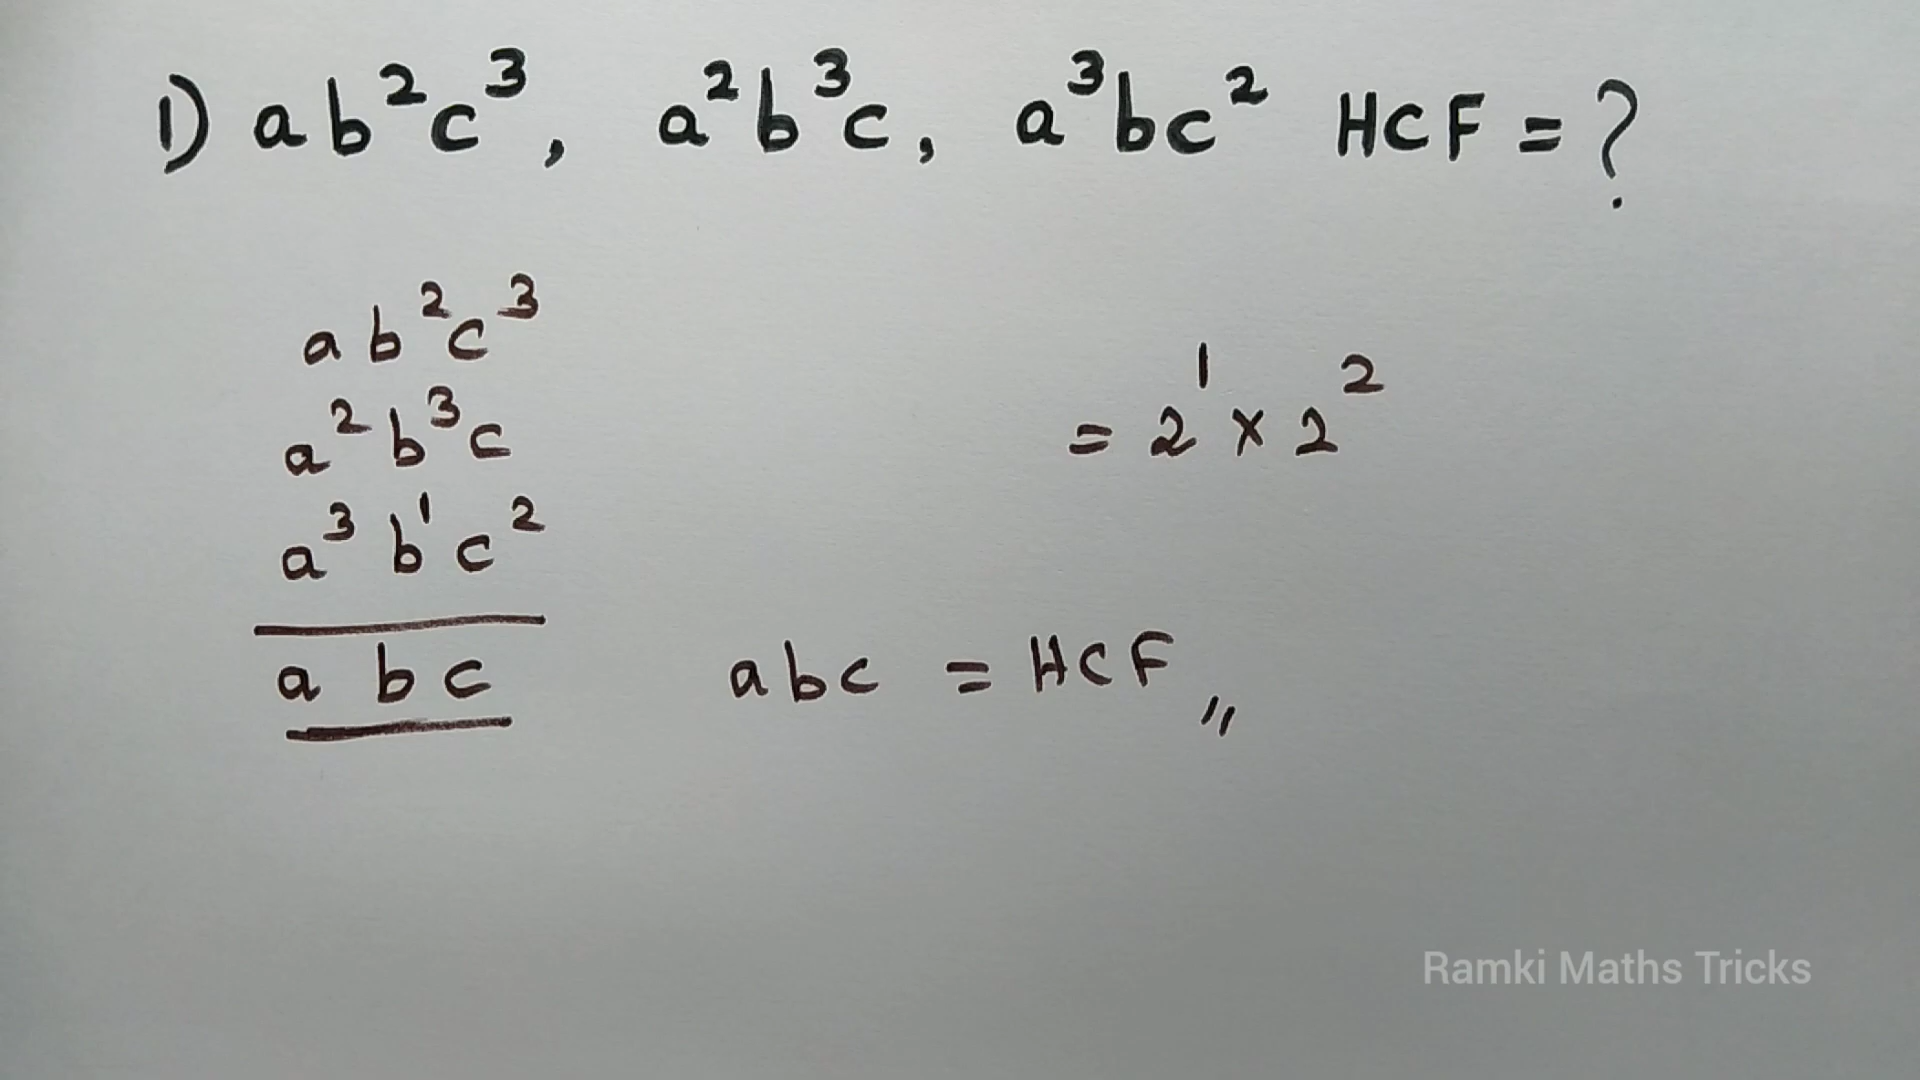 1) ab²c³, a²b³c, a³bc² HCF = ?
ab²c³
a²b³c
a³b¹c²
= 2¹ × 2²
abc
abc = HCF ,,
Ramki Maths Tricks